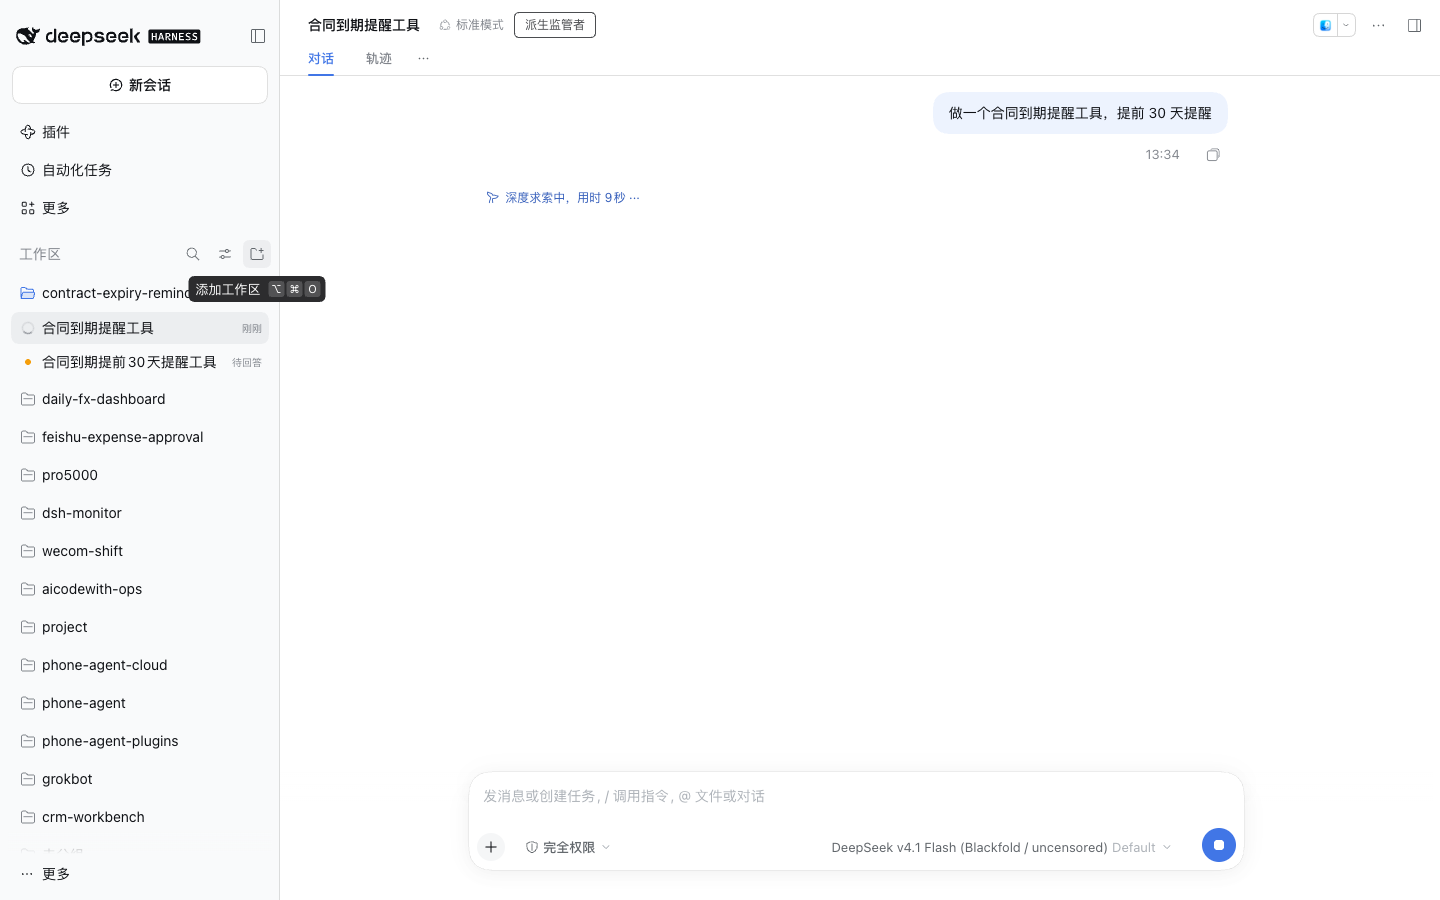 deepseek HARNESS
新会话
插件
自动化任务
更多
工作区
添加工作区 ⌥ ⌘ O
contract-expiry-remind
合同到期提醒工具 刚刚
合同到期提前 30 天提醒工具 待回答
daily-fx-dashboard
feishu-expense-approval
pro5000
dsh-monitor
wecom-shift
aicodewith-ops
project
phone-agent-cloud
phone-agent
phone-agent-plugins
grokbot
crm-workbench
更多
合同到期提醒工具 标准模式 派生监管者
对话 轨迹
做一个合同到期提醒工具，提前 30 天提醒
13:34
深度求索中，用时 9秒 ···
发消息或创建任务, / 调用指令, @ 文件或对话
完全权限 DeepSeek v4.1 Flash (Blackfold / uncensored) Default